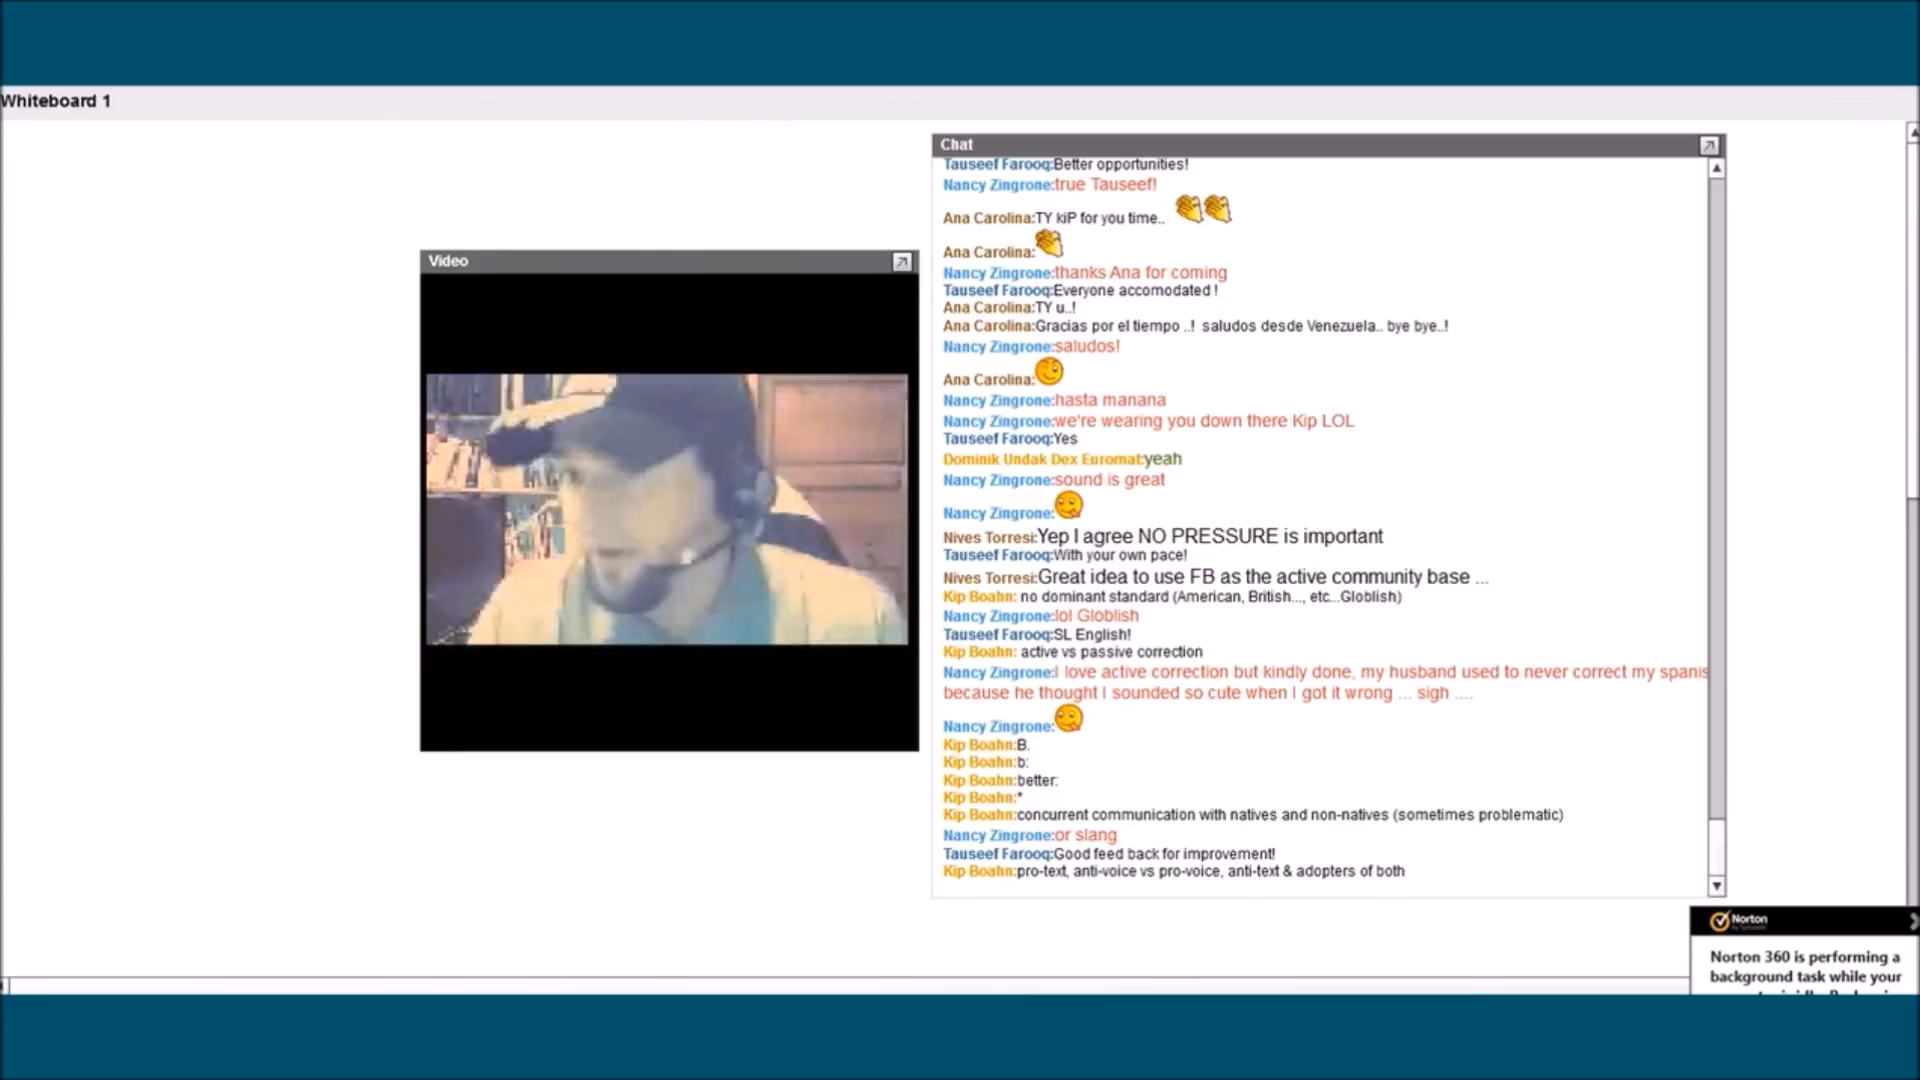 Whiteboard 1
Video
Chat
Tauseef Farooq:Better opportunities!
Nancy Zingrone:true Tauseef!
Ana Carolina:TY kiP for you time..
Ana Carolina:
Nancy Zingrone:thanks Ana for coming
Tauseef Farooq:Everyone accomodated !
Ana Carolina:TY u..!
Ana Carolina:Gracias por el tiempo ..! saludos desde Venezuela.. bye bye..!
Nancy Zingrone:saludos!
Ana Carolina:
Nancy Zingrone:hasta manana
Nancy Zingrone:we're wearing you down there Kip LOL
Tauseef Farooq:Yes
Dominik Undak Dex Euromat:yeah
Nancy Zingrone:sound is great
Nancy Zingrone:
Nives Torresi:Yep I agree NO PRESSURE is important
Tauseef Farooq:With your own pace!
Nives Torresi:Great idea to use FB as the active community base ...
Kip Boahn: no dominant standard (American, British..., etc...Globlish)
Nancy Zingrone:lol Globlish
Tauseef Farooq:SL English!
Kip Boahn: active vs passive correction
Nancy Zingrone:I love active correction but kindly done, my husband used to never correct my spanis
because he thought I sounded so cute when I got it wrong ... sigh ....
Nancy Zingrone:
Kip Boahn:B.
Kip Boahn:b:
Kip Boahn:better:
Kip Boahn:*
Kip Boahn:concurrent communication with natives and non-natives (sometimes problematic)
Nancy Zingrone:or slang
Tauseef Farooq:Good feed back for improvement!
Kip Boahn:pro-text, anti-voice vs pro-voice, anti-text & adopters of both
Norton
Norton 360 is performing a
background task while your